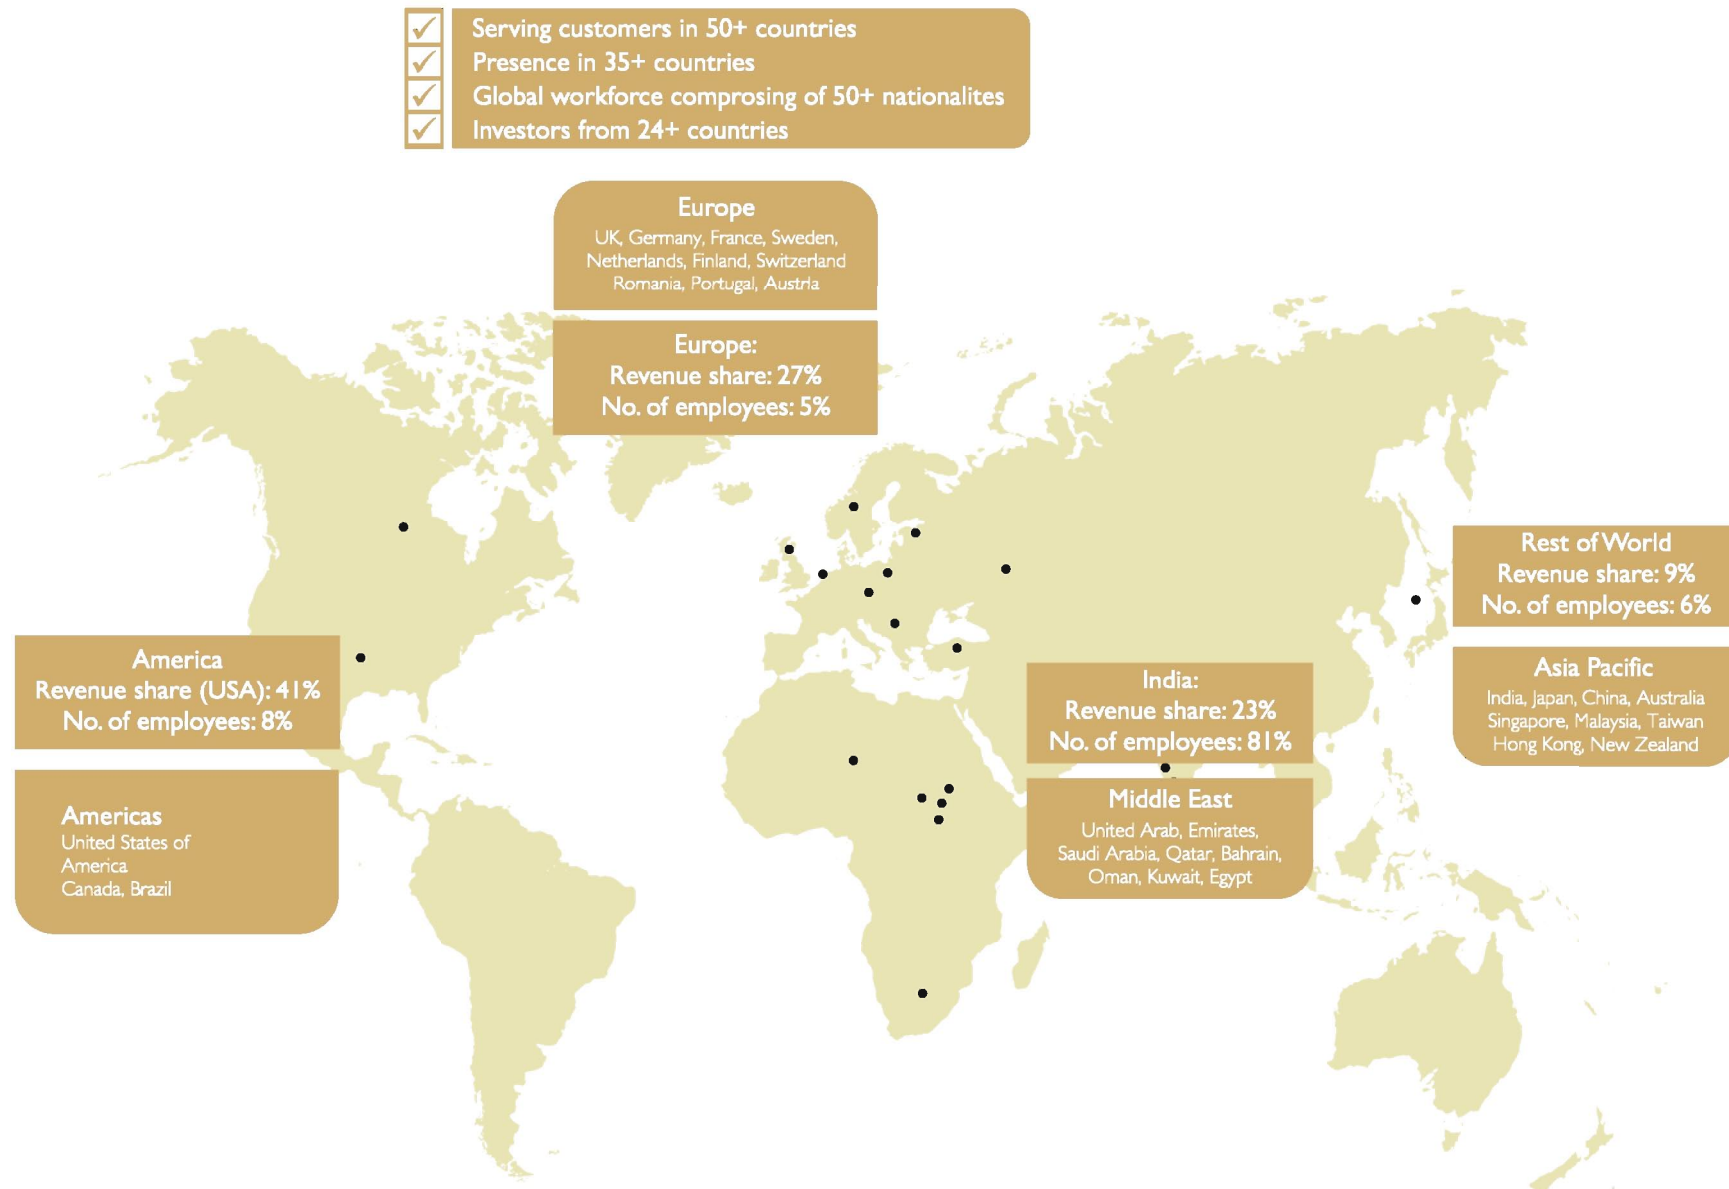 Serving customers in 50+ countries
Presence in 35+ countries
Global workforce comprosing of 50+ nationalites
Investors from 24+ countries
Europe
UK, Germany, France, Sweden,
Netherlands, Finland, Switzerland
Romania, Portugal, Austria
Europe:
Revenue share: 27%
No. of employees: 5%
Rest of World
Revenue share: 9%
No. of employees: 6%
Asia Pacific
India, Japan, China, Australia
Singapore, Malaysia, Taiwan
Hong Kong, New Zealand
America
Revenue share (USA): 41%
No. of employees: 8%
Americas
United States of
America
Canada, Brazil
India:
Revenue share: 23%
No. of employees: 81%
Middle East
United Arab, Emirates,
Saudi Arabia, Qatar, Bahrain,
Oman, Kuwait, Egypt